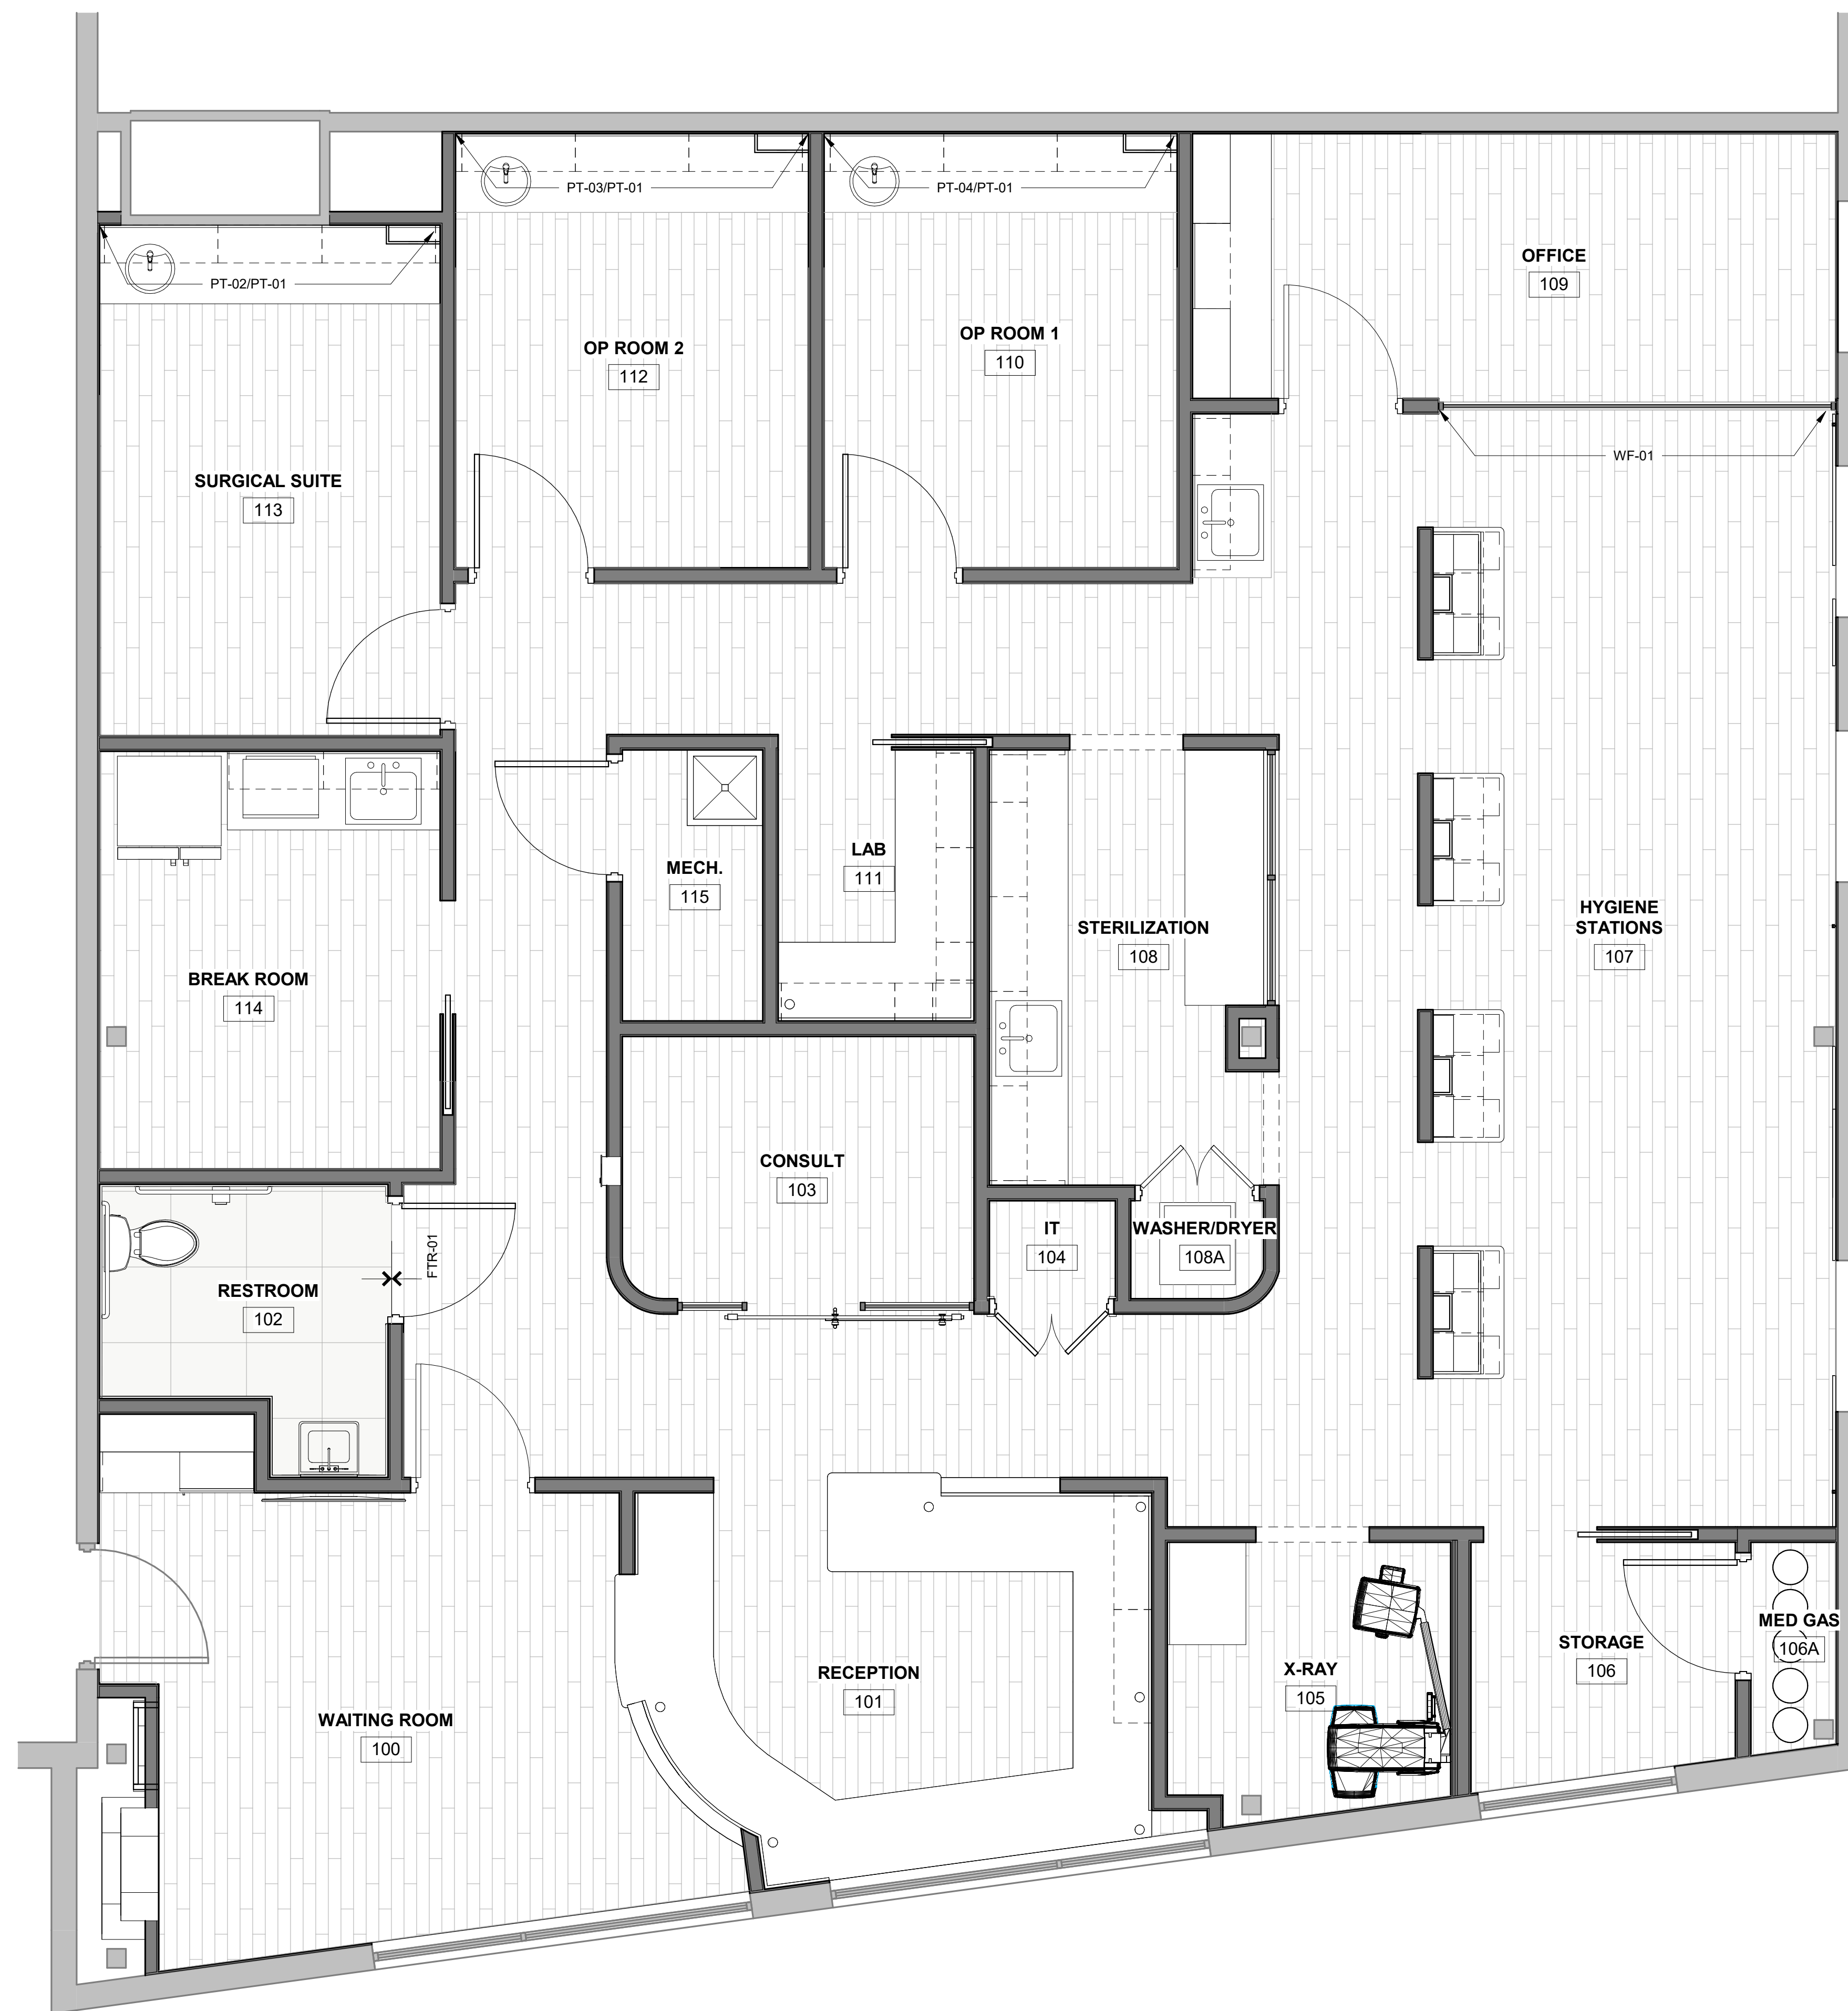 PT-03/PT-01
PT-04/PT-01
OFFICE
109
PT-02/PT-01
OP ROOM 2
112
OP ROOM 1
110
WF-01
SURGICAL SUITE
113
MECH.
115
LAB
111
STERILIZATION
108
HYGIENE
STATIONS
107
BREAK ROOM
114
CONSULT
103
IT
104
WASHER/DRYER
108A
FTR-01
RESTROOM
102
WAITING ROOM
100
RECEPTION
101
X-RAY
105
STORAGE
106
MED GAS
106A